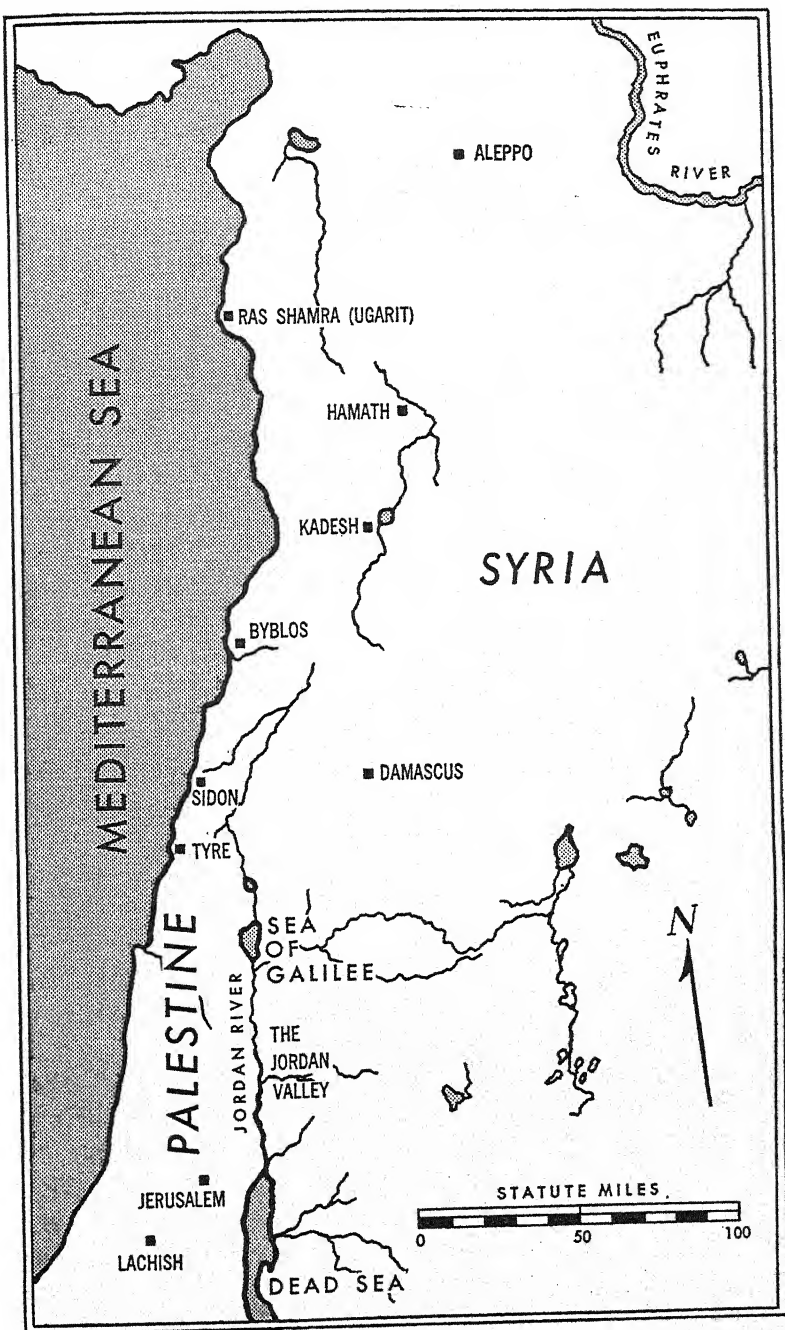 EUPHRATES
RIVER
ALEPPO
RAS SHAMRA (UGARIT)
MEDITERRANEAN SEA
HAMATH
KADESH
SYRIA
BYBLOS
DAMASCUS
SIDON
TYRE
PALESTINE
SEA
OF
GALILEE
N
JORDAN RIVER
THE
JORDAN
VALLEY
JERUSALEM
STATUTE MILES
0 50 100
LACHISH
DEAD SEA